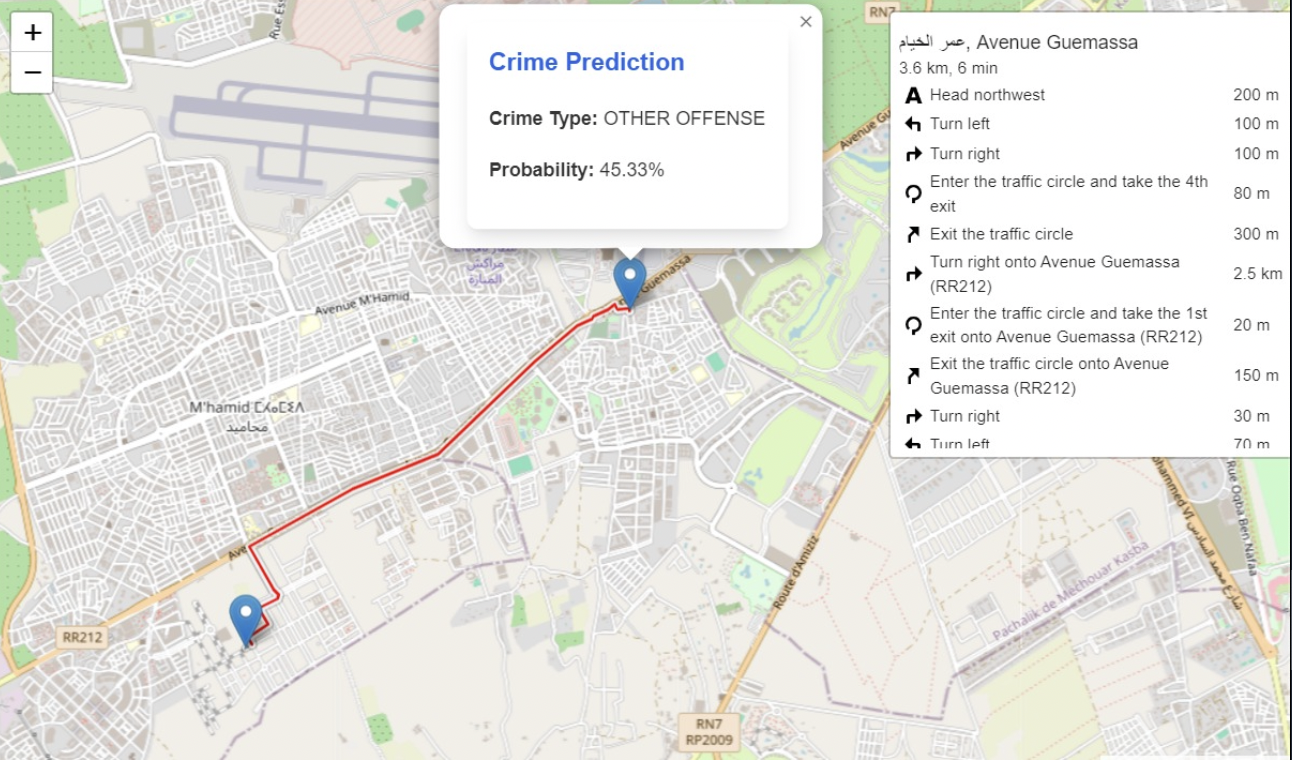 +
−
Rue Es
RN7
Avenue Gu
×
Crime Prediction
Crime Type: OTHER OFFENSE
Probability: 45.33%
عمر الخيام, Avenue Guemassa
3.6 km, 6 min
A Head northwest 200 m
Turn left 100 m
Turn right 100 m
Enter the traffic circle and take the 4th
exit 80 m
Exit the traffic circle 300 m
Turn right onto Avenue Guemassa
(RR212) 2.5 km
Enter the traffic circle and take the 1st
exit onto Avenue Guemassa (RR212) 20 m
Exit the traffic circle onto Avenue
Guemassa (RR212) 150 m
Turn right 30 m
Turn left 70 m
مراكش
المنارة
Guemassa
Avenue M'Hamid
M'hamid ⵎⵃⴰⵎⵉⴷ
محاميد
Ave
RR212
Route d'Amizmiz
Pachalik de Mechouar Kasba
ohammed VI شارع محمد السادس
Rue Oqba Ben Nafaa
RN7
RP2009